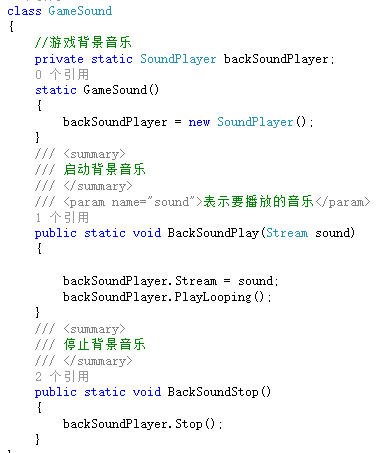 class GameSound
{
//游戏背景音乐
private static SoundPlayer backSoundPlayer;
0 个引用
static GameSound()
{
backSoundPlayer = new SoundPlayer();
}
/// <summary>
/// 启动背景音乐
/// </summary>
/// <param name="sound">表示要播放的音乐</param>
1 个引用
public static void BackSoundPlay(Stream sound)
{
backSoundPlayer.Stream = sound;
backSoundPlayer.PlayLooping();
}
/// <summary>
/// 停止背景音乐
/// </summary>
2 个引用
public static void BackSoundStop()
{
backSoundPlayer.Stop();
}